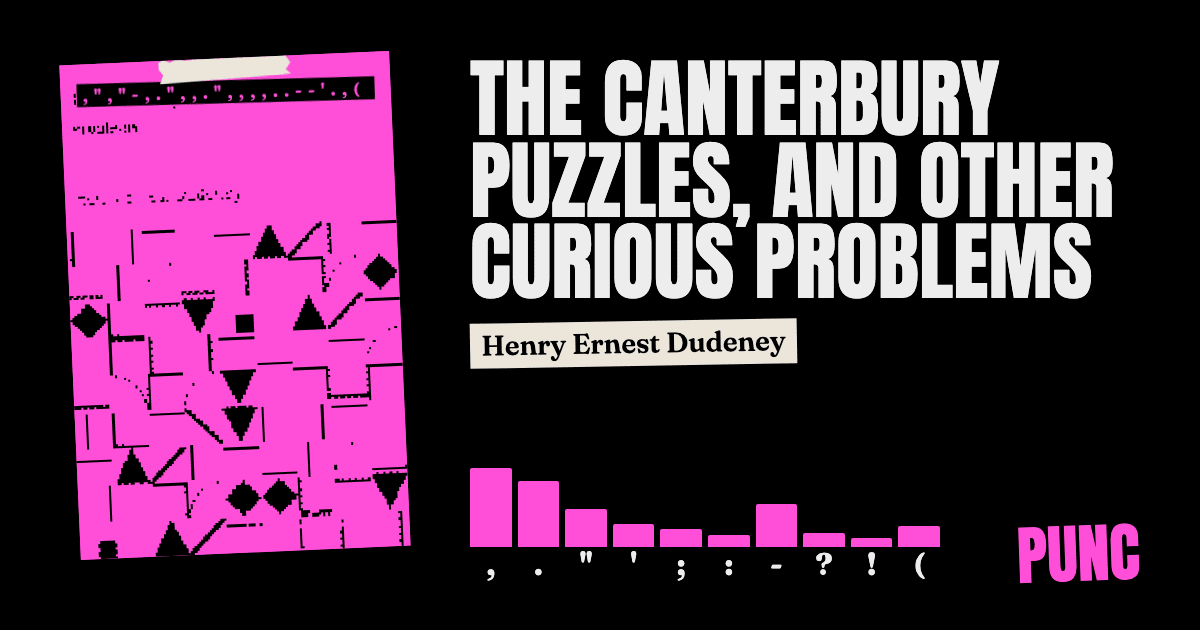 ,","-,.",,.",,,,..--'.,(
THE CANTERBURY
PUZZLES, AND OTHER
CURIOUS PROBLEMS
Henry Ernest Dudeney
, . " ' ; : - ? ! (
PUNC